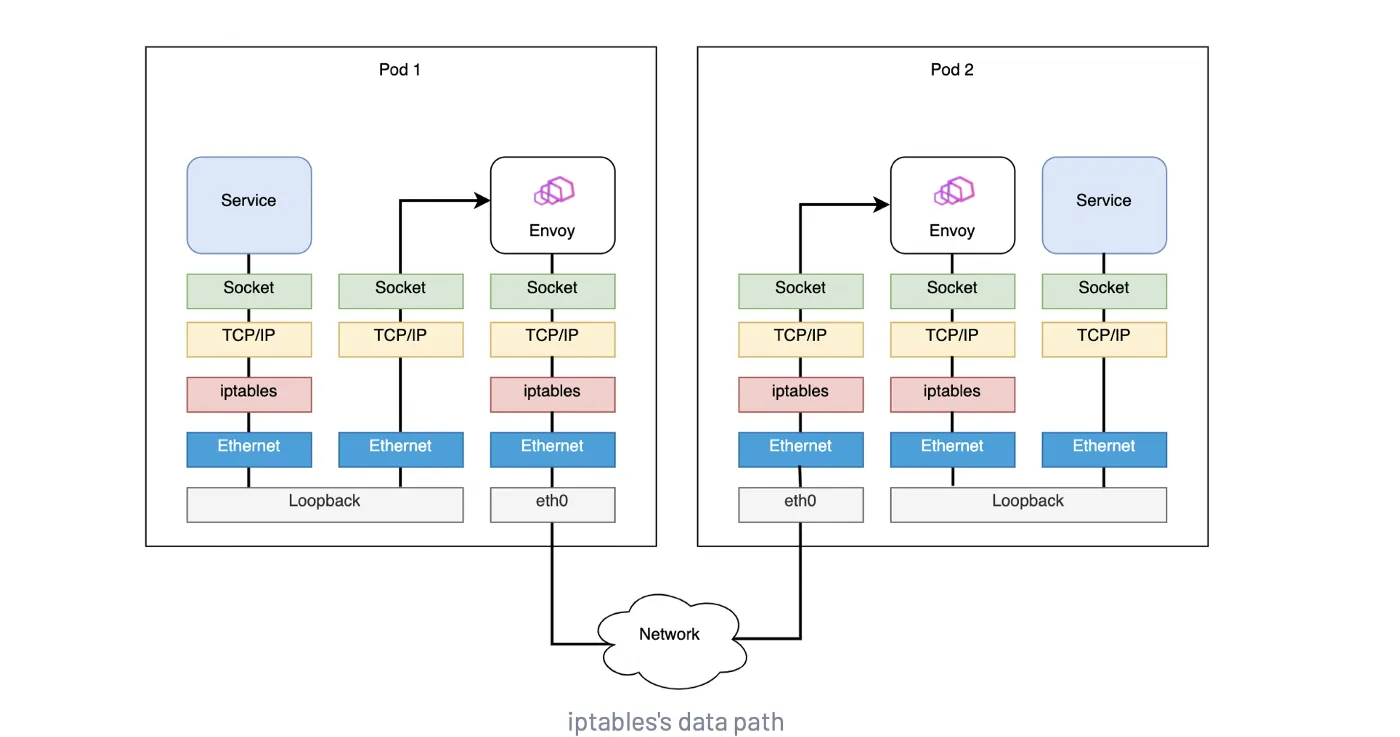 Pod 1
Pod 2
Service
Envoy
Envoy
Service
Socket
Socket
Socket
Socket
Socket
Socket
TCP/IP
TCP/IP
TCP/IP
TCP/IP
TCP/IP
TCP/IP
iptables
iptables
iptables
iptables
Ethernet
Ethernet
Ethernet
Ethernet
Ethernet
Ethernet
Loopback
eth0
eth0
Loopback
Network
iptables's data path